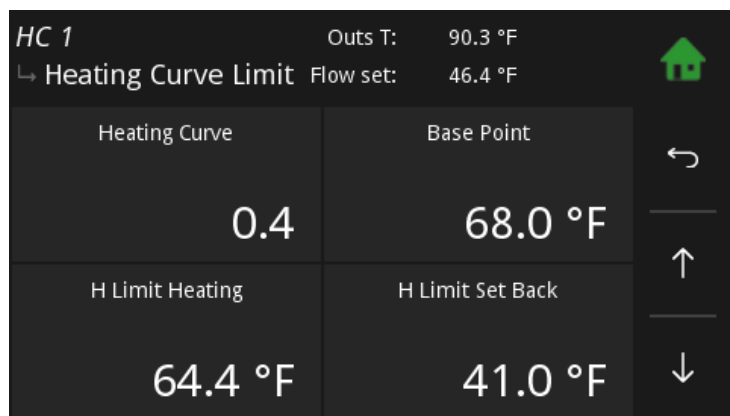 HC 1 Outs T: 90.3 °F
↳ Heating Curve Limit Flow set: 46.4 °F
Heating Curve Base Point
0.4 68.0 °F
H Limit Heating H Limit Set Back
64.4 °F 41.0 °F